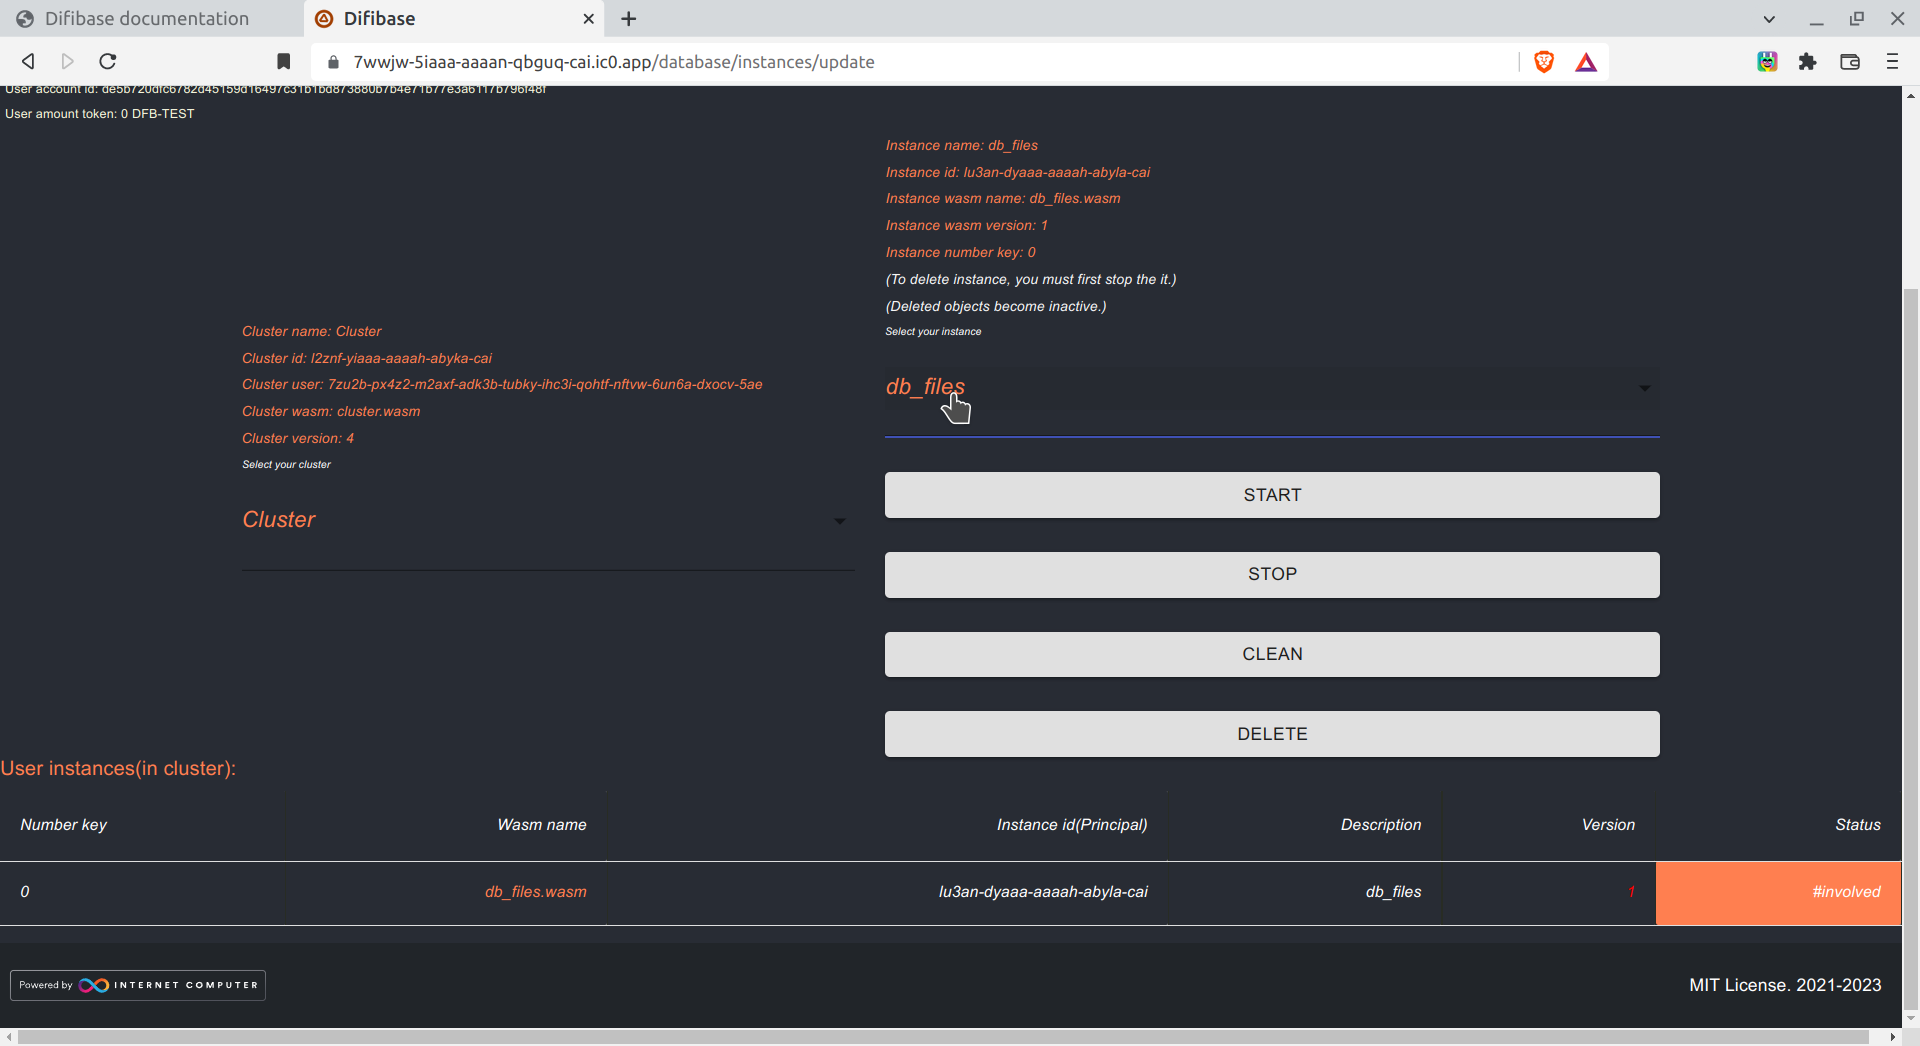 Difibase documentation
Difibase
7wwjw-5iaaa-aaaan-qbguq-cai.ic0.app/database/instances/update
User account id: de5b720dfc6782d45159d16497c31b1bd873880b7b4e71b77e3a6117b796f48f
User amount token: 0 DFB-TEST
Instance name: db_files
Instance id: lu3an-dyaaa-aaaah-abyla-cai
Instance wasm name: db_files.wasm
Instance wasm version: 1
Instance number key: 0
(To delete instance, you must first stop the it.)
(Deleted objects become inactive.)
Select your instance
db_files
Cluster name: Cluster
Cluster id: l2znf-yiaaa-aaaah-abyka-cai
Cluster user: 7zu2b-px4z2-m2axf-adk3b-tubky-ihc3i-qohtf-nftvw-6un6a-dxocv-5ae
Cluster wasm: cluster.wasm
Cluster version: 4
Select your cluster
Cluster
START
STOP
CLEAN
DELETE
User instances(in cluster):
Number key Wasm name Instance id(Principal) Description Version Status
0 db_files.wasm lu3an-dyaaa-aaaah-abyla-cai db_files 1 #involved
Powered by INTERNET COMPUTER
MIT License. 2021-2023